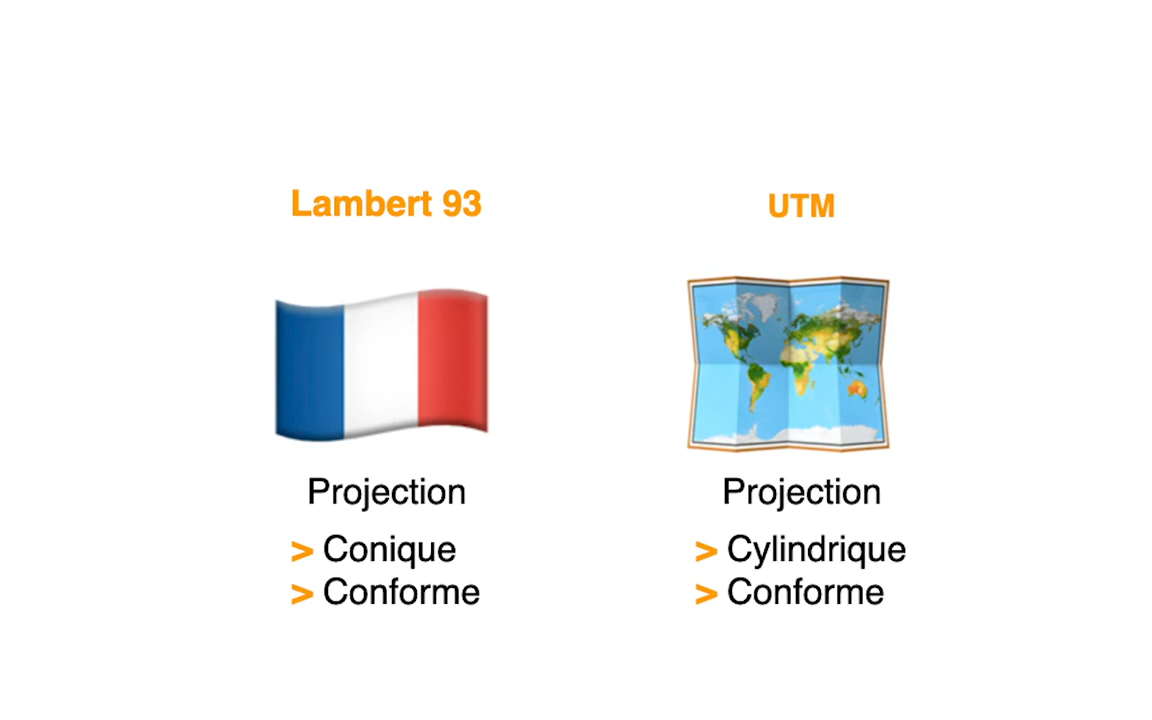 Lambert 93
UTM
Projection
> Conique
> Conforme
Projection
> Cylindrique
> Conforme